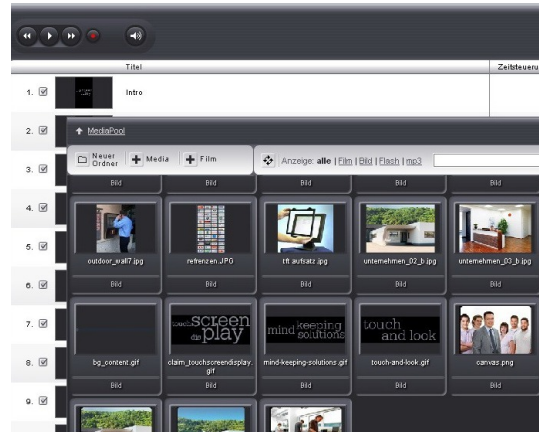 Titel
Zeitsteueru
1.
Intro
2.
MediaPool
Neuer
Ordner
Media
Film
Anzeige: alle | Film | Bild | Flash | mp3
3.
Bild Bild Bild Bild Bild
4.
5.
outdoor_wall7.jpg refrenzen.JPG tft aufsatz.jpg unternehmen_02_b.jpg unternehmen_03_b.jpg
6.
Bild Bild Bild Bild Bild
7.
touch screen
dis play
mind keeping
solutions
touch
and look
8.
bg_content.gif claim_touchscreendisplay.gif mind-keeping-solutions.gif touch-and-look.gif canvas.png
Bild Bild Bild Bild Bild
9.